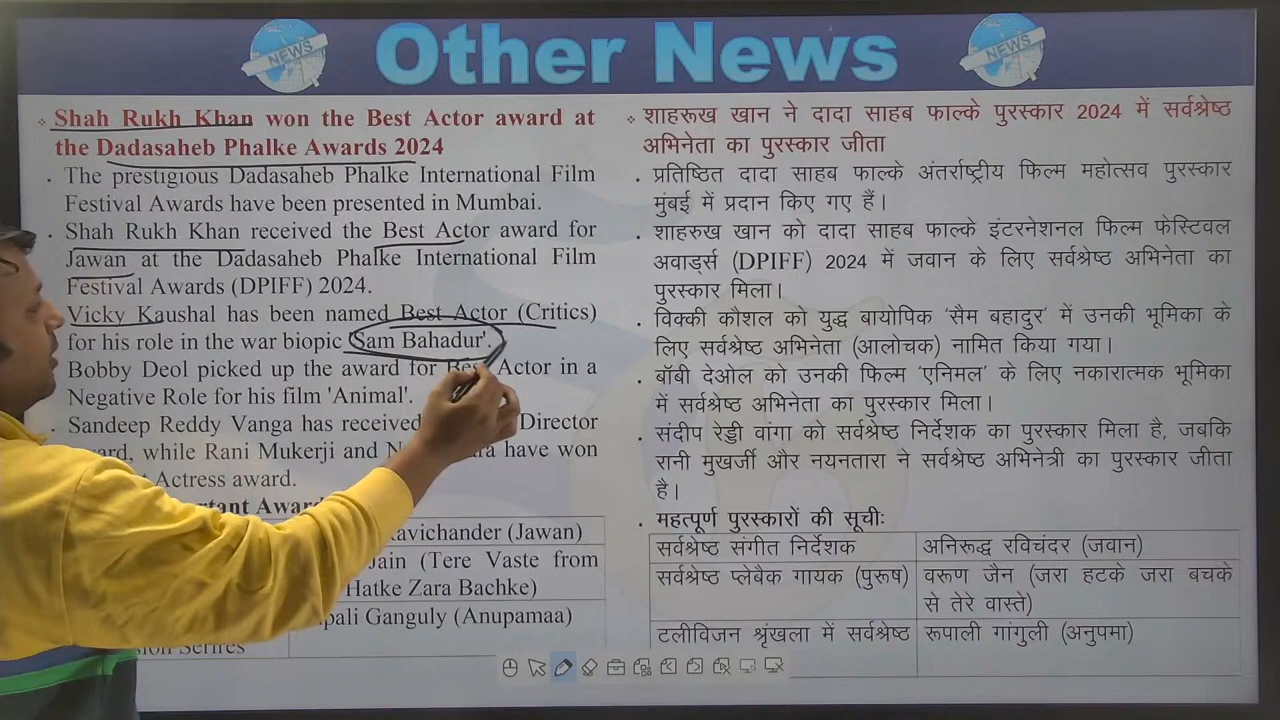 NEWS
Other News
NEWS
Shah Rukh Khan won the Best Actor award at
the Dadasaheb Phalke Awards 2024
The prestigious Dadasaheb Phalke International Film
Festival Awards have been presented in Mumbai.
Shah Rukh Khan received the Best Actor award for
Jawan at the Dadasaheb Phalke International Film
Festival Awards (DPIFF) 2024.
Vicky Kaushal has been named Best Actor (Critics)
for his role in the war biopic 'Sam Bahadur'.
Bobby Deol picked up the award for Best Actor in a
Negative Role for his film 'Animal'.
Sandeep Reddy Vanga has received Director
while Rani Mukerji and have won
Actress award.
Ravichander (Jawan)
Jain (Tere Vaste from
Hatke Zara Bachke)
Ganguly (Anupamaa)
शाहरूख खान ने दादा साहब फाल्के पुरस्कार 2024 में सर्वश्रेष्ठ
अभिनेता का पुरस्कार जीता
प्रतिष्ठित दादा साहब फाल्के अंतर्राष्ट्रीय फिल्म महोत्सव पुरस्कार
मुंबई में प्रदान किए गए हैं।
शाहरुख खान को दादा साहब फाल्के इंटरनेशनल फिल्म फेस्टिवल
अवार्ड्स (DPIFF) 2024 में जवान के लिए सर्वश्रेष्ठ अभिनेता का
पुरस्कार मिला।
विक्की कौशल को युद्ध बायोपिक 'सैम बहादुर' में उनकी भूमिका के
लिए सर्वश्रेष्ठ अभिनेता (आलोचक) नामित किया गया।
बॉबी देओल को उनकी फिल्म 'एनिमल' के लिए नकारात्मक भूमिका
में सर्वश्रेष्ठ अभिनेता का पुरस्कार मिला।
संदीप रेड्डी वांगा को सर्वश्रेष्ठ निर्देशक का पुरस्कार मिला है, जबकि
रानी मुखर्जी और नयनतारा ने सर्वश्रेष्ठ अभिनेत्री का पुरस्कार जीता
है।
महत्पूर्ण पुरस्कारों की सूचीः
सर्वश्रेष्ठ संगीत निर्देशक अनिरूद्ध रविचंदर (जवान)
सर्वश्रेष्ठ प्लेबैक गायक (पुरूष) वरूण जैन (जरा हटके जरा बचके
से तेरे वास्ते)
टलीविजन श्रृंखला में सर्वश्रेष्ठ रूपाली गांगुली (अनुपमा)